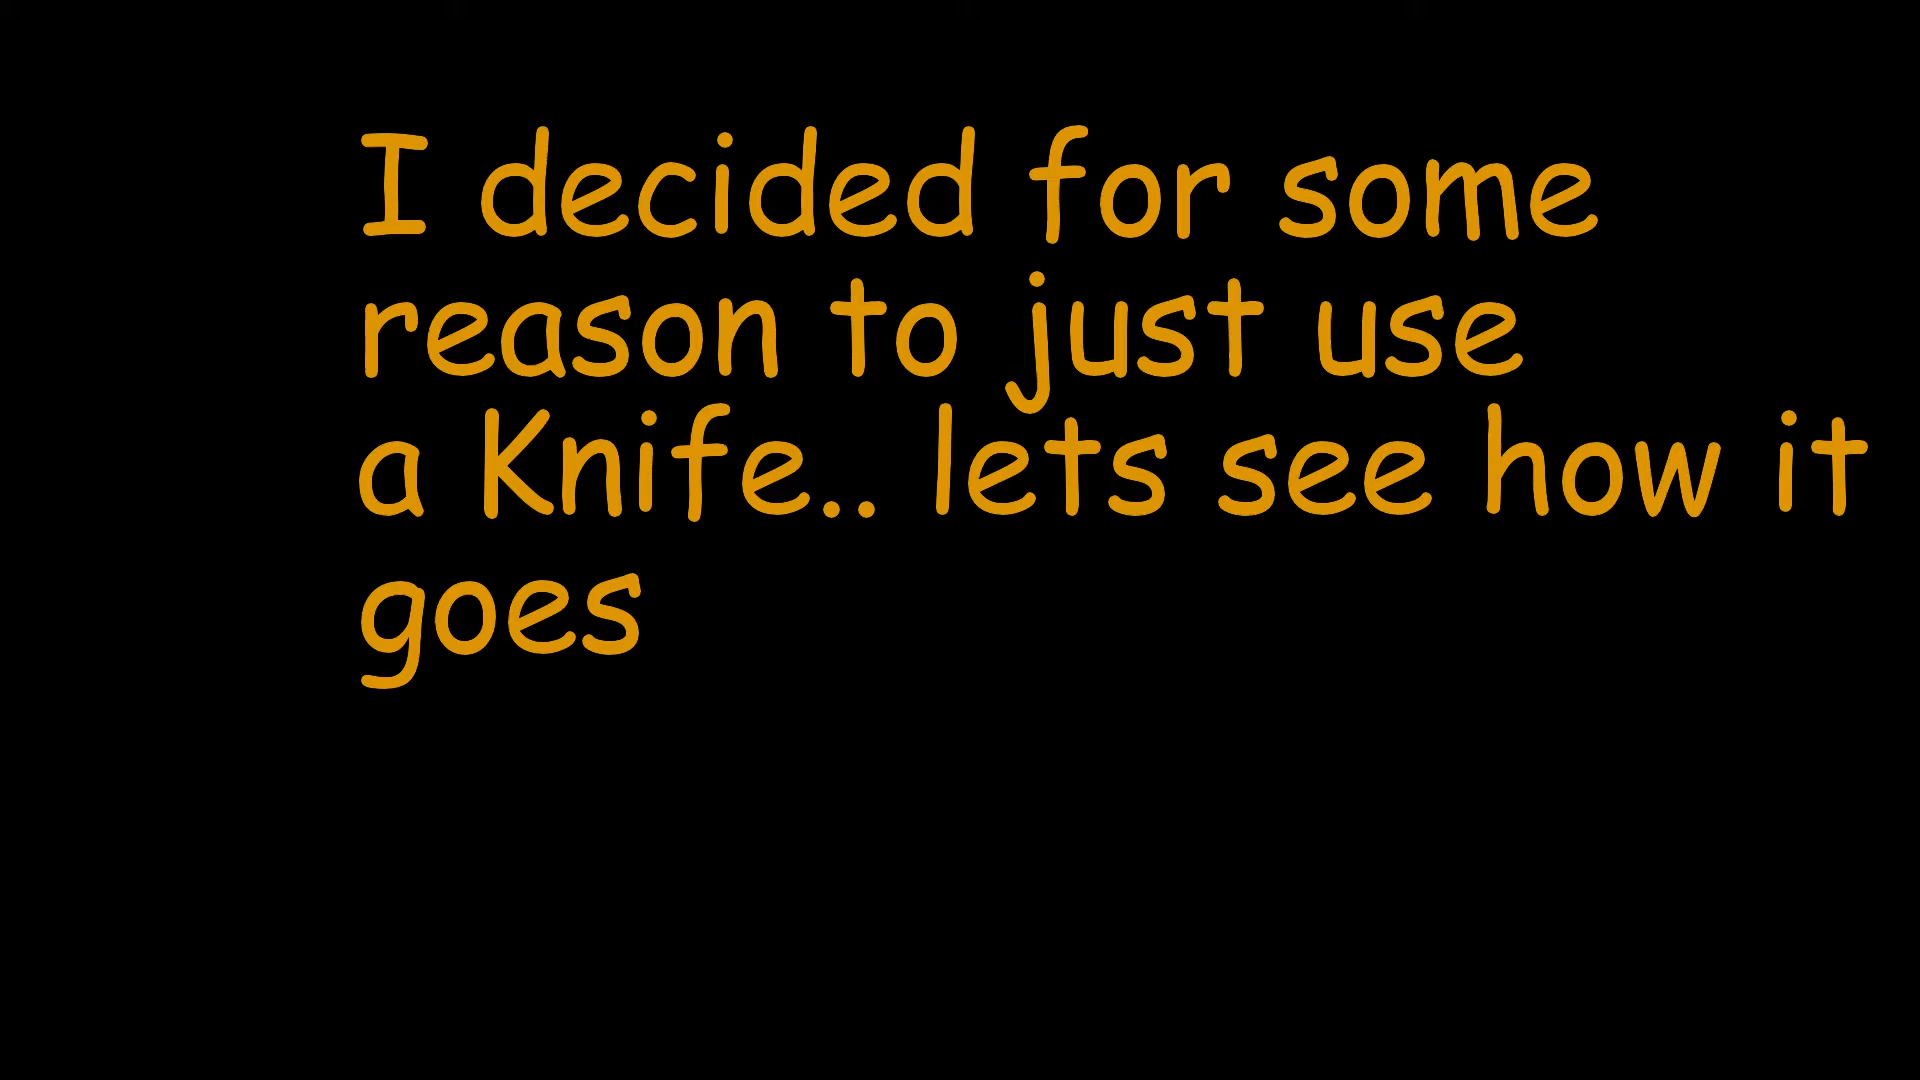 I decided for some
reason to just use
a Knife.. lets see how it
goes